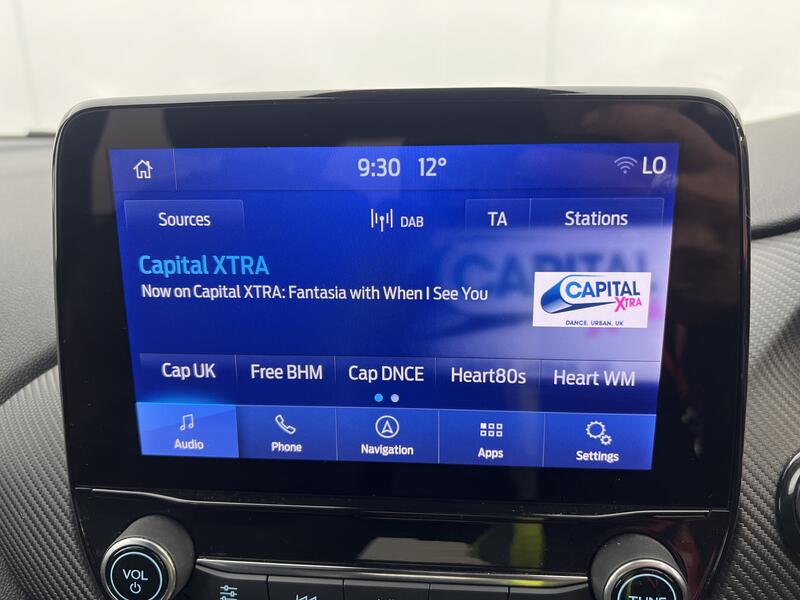 9:30 12° LO
Sources DAB TA Stations
Capital XTRA
Now on Capital XTRA: Fantasia with When I See You
CAPITAL
XTRA
DANCE. URBAN. UK
Cap UK Free BHM Cap DNCE Heart80s Heart WM
Audio Phone Navigation Apps Settings
VOL TUNE